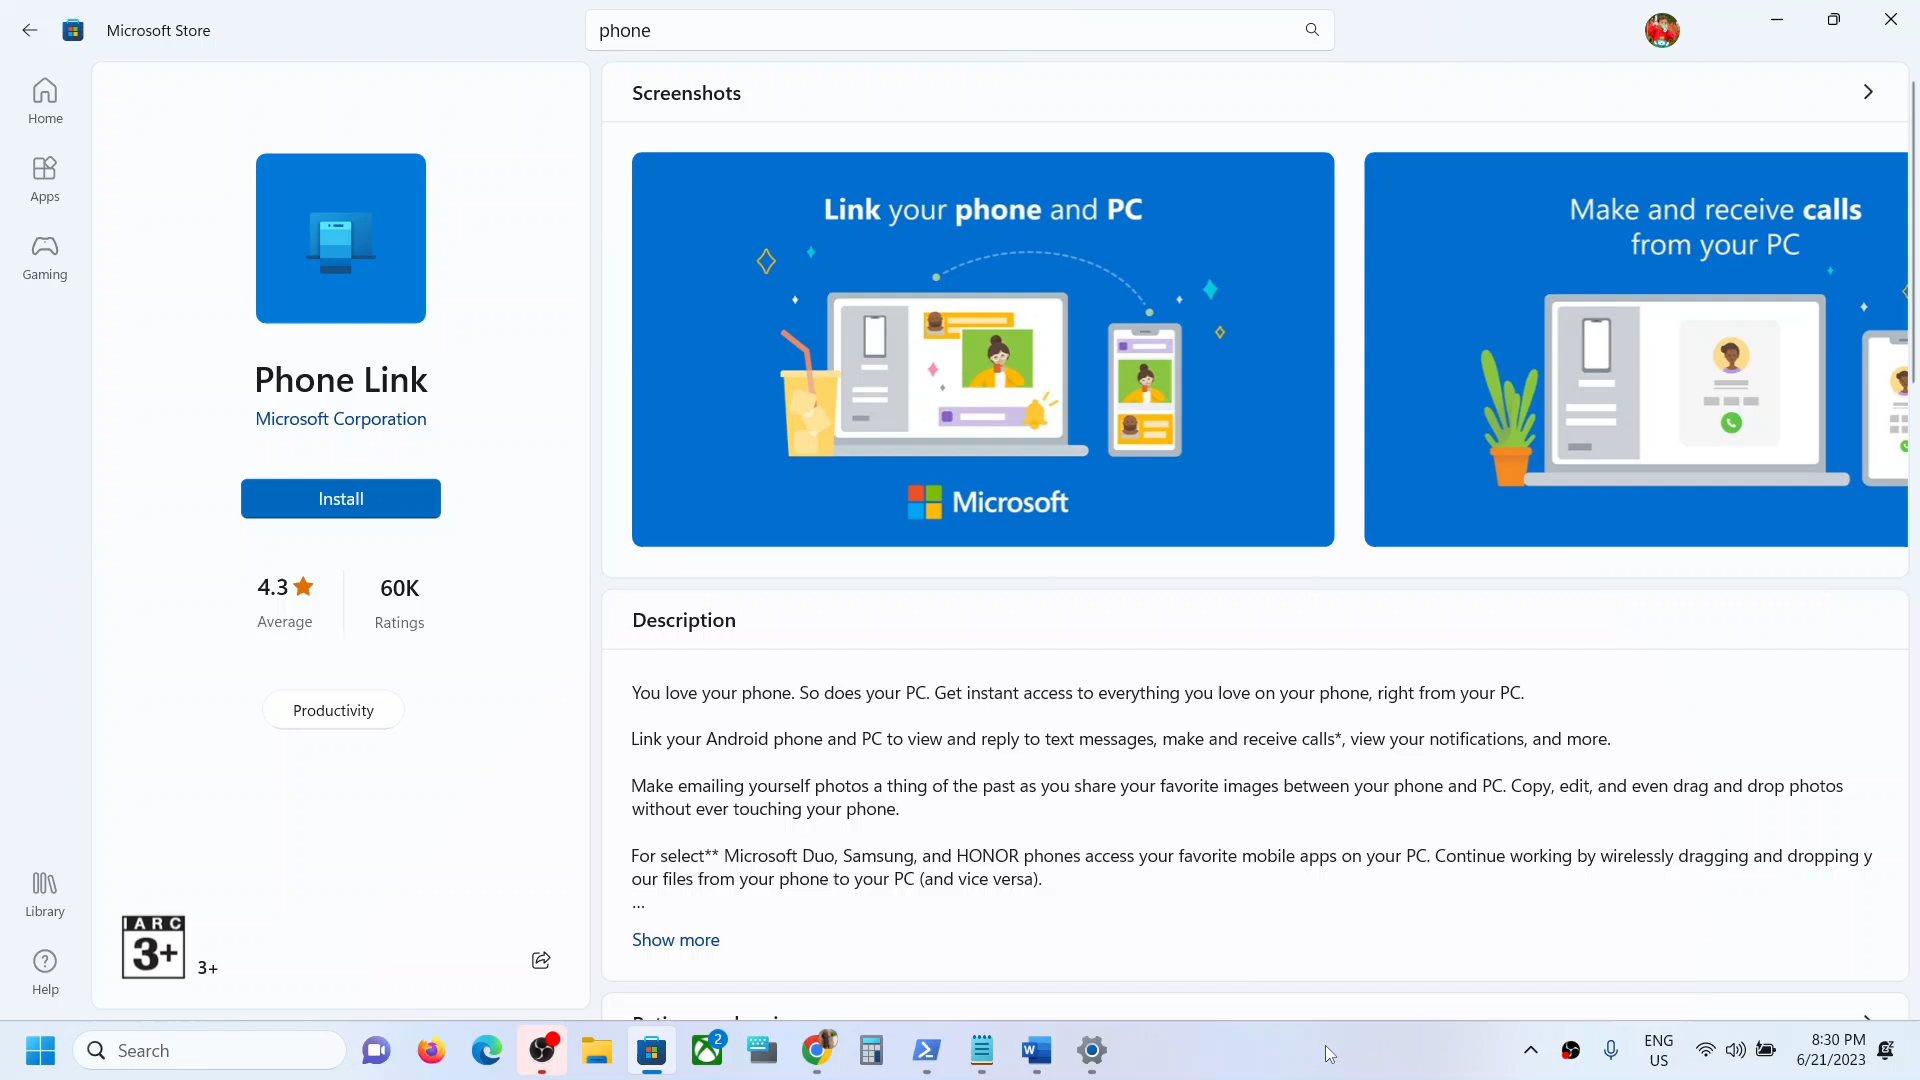 Microsoft Store
phone
Home
Apps
Gaming
Library
Help
Phone Link
Microsoft Corporation
Install
4.3
Average
60K
Ratings
Productivity
IARC
3+
3+
Screenshots
Link your phone and PC
Microsoft
Make and receive calls
from your PC
Description
You love your phone. So does your PC. Get instant access to everything you love on your phone, right from your PC.
Link your Android phone and PC to view and reply to text messages, make and receive calls*, view your notifications, and more.
Make emailing yourself photos a thing of the past as you share your favorite images between your phone and PC. Copy, edit, and even drag and drop photos
without ever touching your phone.
For select** Microsoft Duo, Samsung, and HONOR phones access your favorite mobile apps on your PC. Continue working by wirelessly dragging and dropping y
our files from your phone to your PC (and vice versa).
...
Show more
Search
2
ENG
US
8:30 PM
6/21/2023